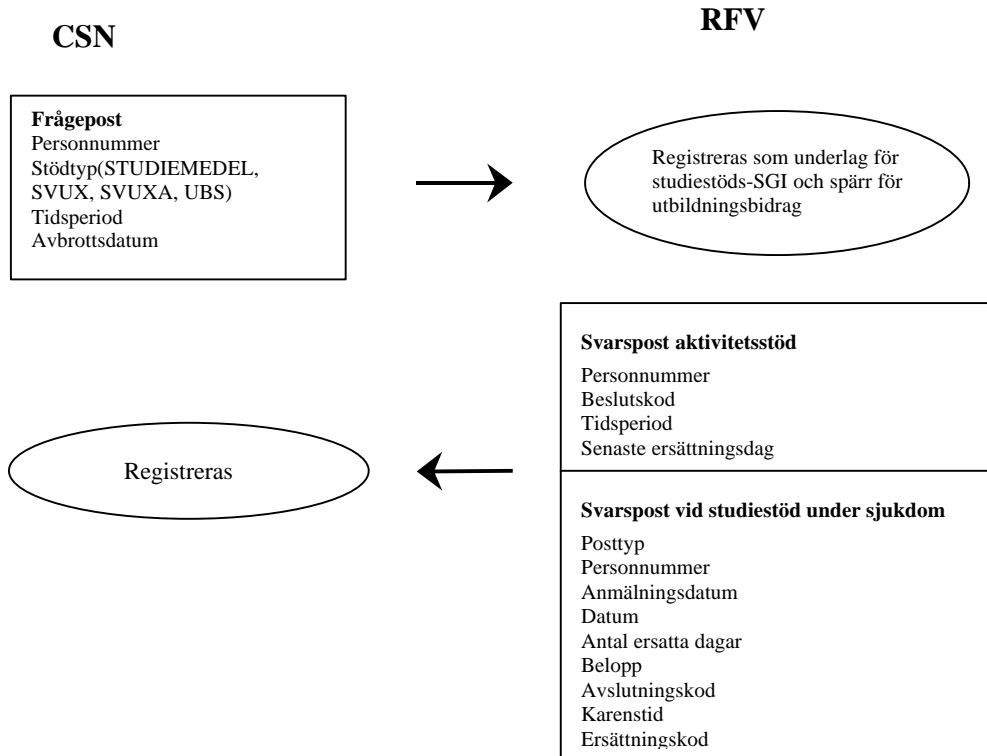 CSN
RFV
Frågepost
Personnummer
Stödtyp(STUDIEMEDEL,
SVUX, SVUXA, UBS)
Tidsperiod
Avbrottsdatum
Registreras som underlag för
studiestöds-SGI och spärr för
utbildningsbidrag
Svarspost aktivitetsstöd
Personnummer
Beslutskod
Tidsperiod
Senaste ersättningsdag
Registreras
Svarspost vid studiestöd under sjukdom
Posttyp
Personnummer
Anmälningsdatum
Datum
Antal ersatta dagar
Belopp
Avslutningskod
Karenstid
Ersättningskod